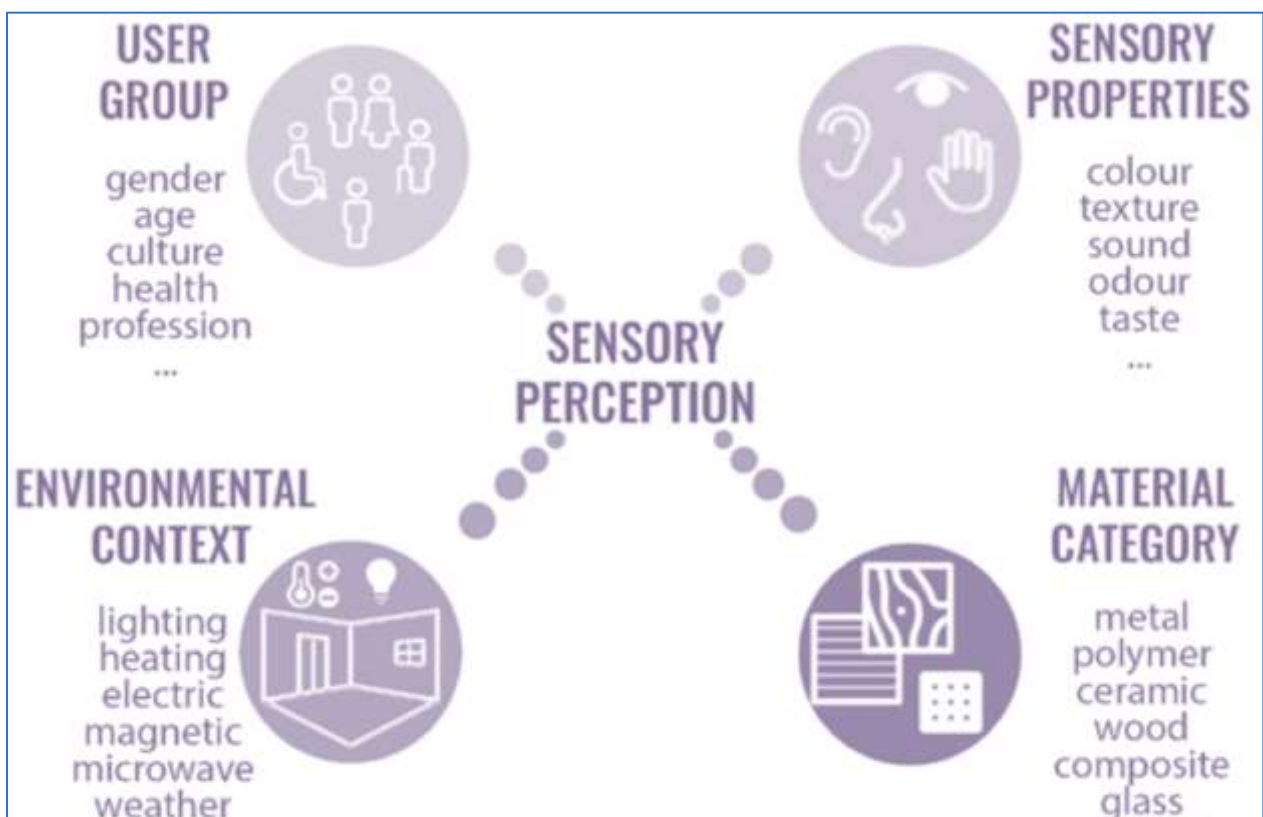 USER
GROUP
gender
age
culture
health
profession
...
SENSORY
PROPERTIES
colour
texture
sound
odour
taste
...
SENSORY
PERCEPTION
ENVIRONMENTAL
CONTEXT
lighting
heating
electric
magnetic
microwave
weather
MATERIAL
CATEGORY
metal
polymer
ceramic
wood
composite
glass